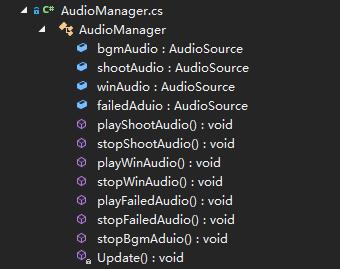 C# AudioManager.cs
AudioManager
bgmAudio : AudioSource
shootAudio : AudioSource
winAudio : AudioSource
failedAduio : AudioSource
playShootAudio() : void
stopShootAudio() : void
playWinAudio() : void
stopWinAudio() : void
playFailedAudio() : void
stopFailedAudio() : void
stopBgmAduio() : void
Update() : void